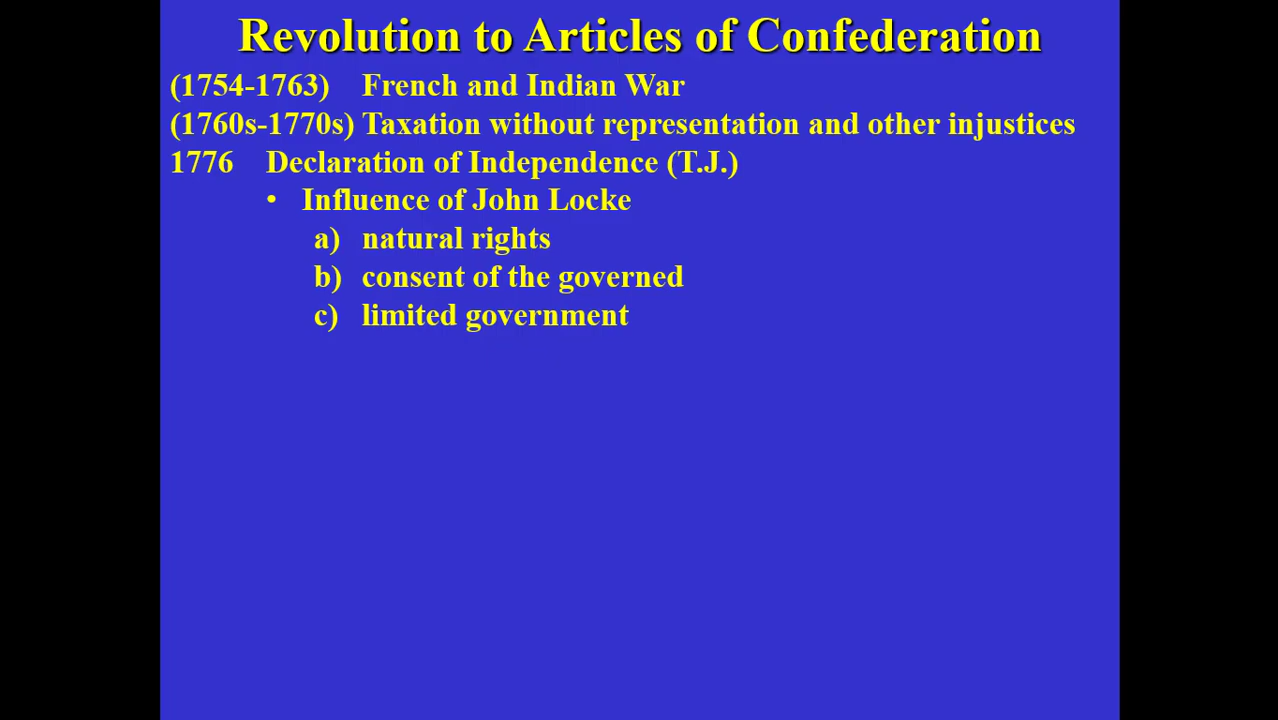 Revolution to Articles of Confederation
(1754-1763) French and Indian War
(1760s-1770s) Taxation without representation and other injustices
1776 Declaration of Independence (T.J.)
• Influence of John Locke
a) natural rights
b) consent of the governed
c) limited government